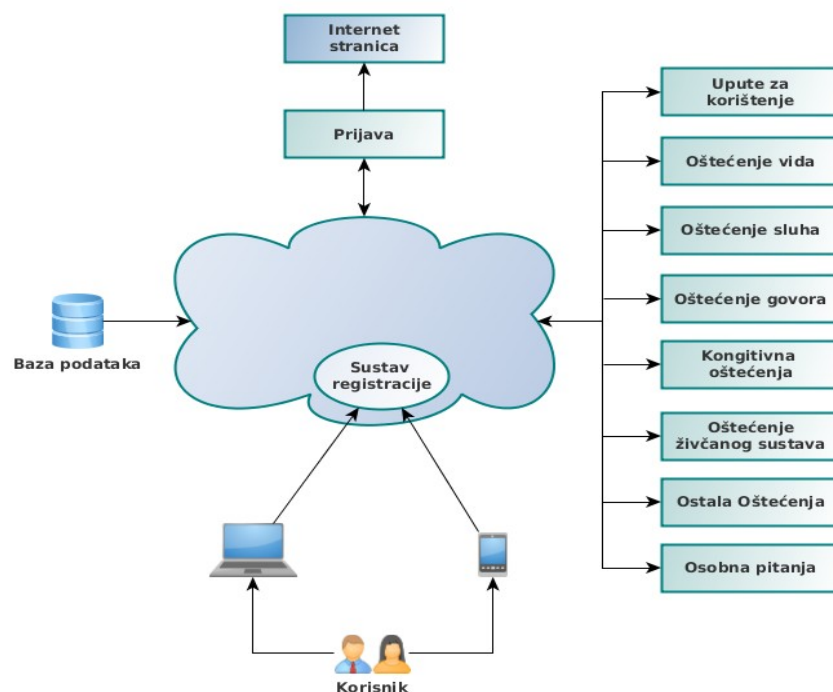 Internet
stranica
Prijava
Upute za
korištenje
Oštećenje vida
Oštećenje sluha
Oštećenje govora
Kongitivna
oštećenja
Oštećenje
živčanog sustava
Ostala Oštećenja
Osobna pitanja
Baza podataka
Sustav
registracije
Korisnik